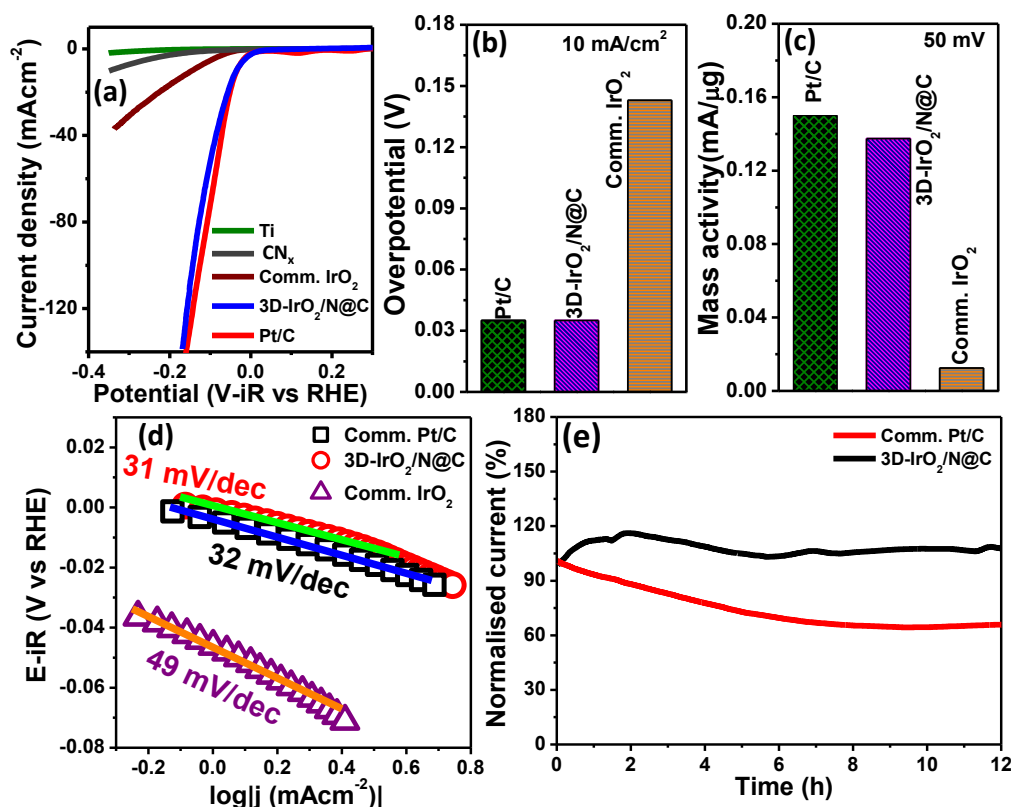 (a)
Current density (mAcm⁻²)
0
-40
-80
-120
Ti
CNₓ
Comm. IrO₂
3D-IrO₂/N@C
Pt/C
-0.4 -0.2 0.0 0.2
Potential (V-iR vs RHE)
(b)
10 mA/cm²
Overpotential (V)
0.15
0.12
0.09
0.06
0.03
0.00
Pt/C
3D-IrO₂/N@C
Comm. IrO₂
(c)
50 mV
Mass activity(mA/µg)
0.20
0.16
0.12
0.08
0.04
0.00
Pt/C
3D-IrO₂/N@C
Comm. IrO₂
(d)
E-iR (V vs RHE)
0.02
0.00
-0.02
-0.04
-0.06
-0.08
Comm. Pt/C
3D-IrO₂/N@C
Comm. IrO₂
31 mV/dec
32 mV/dec
49 mV/dec
-0.2 0.0 0.2 0.4 0.6 0.8
log|j (mAcm⁻²)|
(e)
Normalised current (%)
150
120
90
60
30
0
Comm. Pt/C
3D-IrO₂/N@C
0 2 4 6 8 10 12
Time (h)